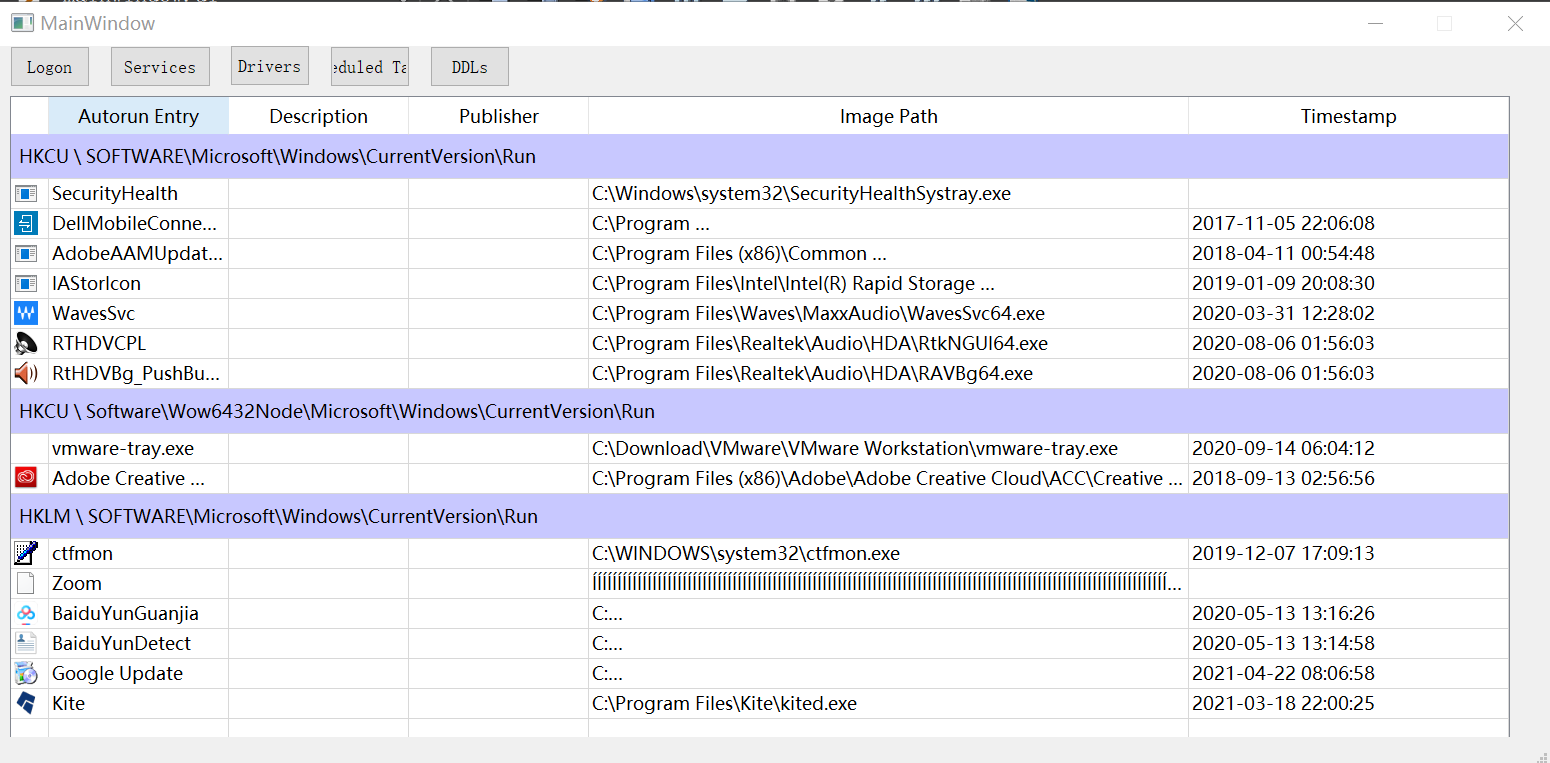 MainWindow
Logon Services Drivers eduled Ta DDLs
Autorun Entry Description Publisher Image Path Timestamp
HKCU \ SOFTWARE\Microsoft\Windows\CurrentVersion\Run
SecurityHealth C:\Windows\system32\SecurityHealthSystray.exe
DellMobileConne... C:\Program ... 2017-11-05 22:06:08
AdobeAAMUpdat... C:\Program Files (x86)\Common ... 2018-04-11 00:54:48
IAStorIcon C:\Program Files\Intel\Intel(R) Rapid Storage ... 2019-01-09 20:08:30
WavesSvc C:\Program Files\Waves\MaxxAudio\WavesSvc64.exe 2020-03-31 12:28:02
RTHDVCPL C:\Program Files\Realtek\Audio\HDA\RtkNGUI64.exe 2020-08-06 01:56:03
RtHDVBg_PushBu... C:\Program Files\Realtek\Audio\HDA\RAVBg64.exe 2020-08-06 01:56:03
HKCU \ Software\Wow6432Node\Microsoft\Windows\CurrentVersion\Run
vmware-tray.exe C:\Download\VMware\VMware Workstation\vmware-tray.exe 2020-09-14 06:04:12
Adobe Creative ... C:\Program Files (x86)\Adobe\Adobe Creative Cloud\ACC\Creative ... 2018-09-13 02:56:56
HKLM \ SOFTWARE\Microsoft\Windows\CurrentVersion\Run
ctfmon C:\WINDOWS\system32\ctfmon.exe 2019-12-07 17:09:13
Zoom
BaiduYunGuanjia C:... 2020-05-13 13:16:26
BaiduYunDetect C:... 2020-05-13 13:14:58
Google Update C:... 2021-04-22 08:06:58
Kite C:\Program Files\Kite\kited.exe 2021-03-18 22:00:25